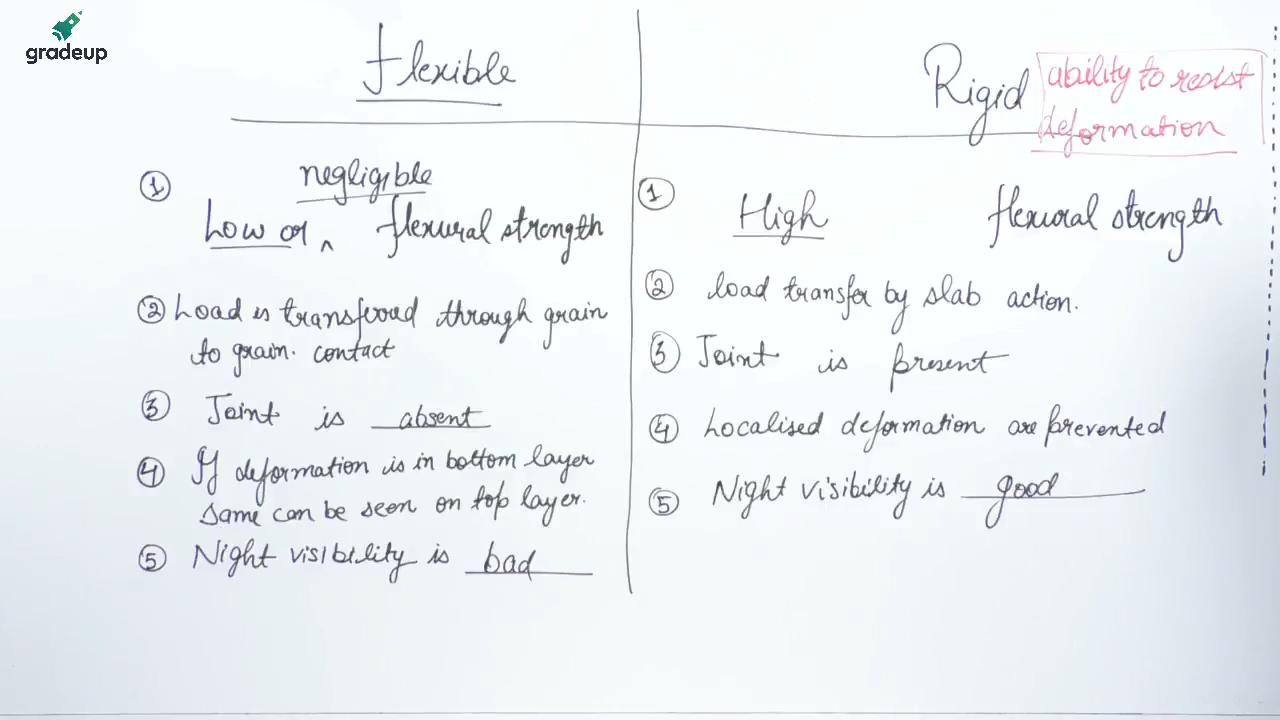 gradeup
Flexible
① negligible
Low or ^ flexural strength
② Load is transferred through grain
to grain. contact
③ Joint is absent
④ If deformation is in bottom layer
same can be seen on top layer.
⑤ Night visibility is bad
Rigid
ability to resist
deformation
① High flexural strength
② load transfer by slab action.
③ Joint is present
④ Localised deformation are prevented
⑤ Night visibility is good